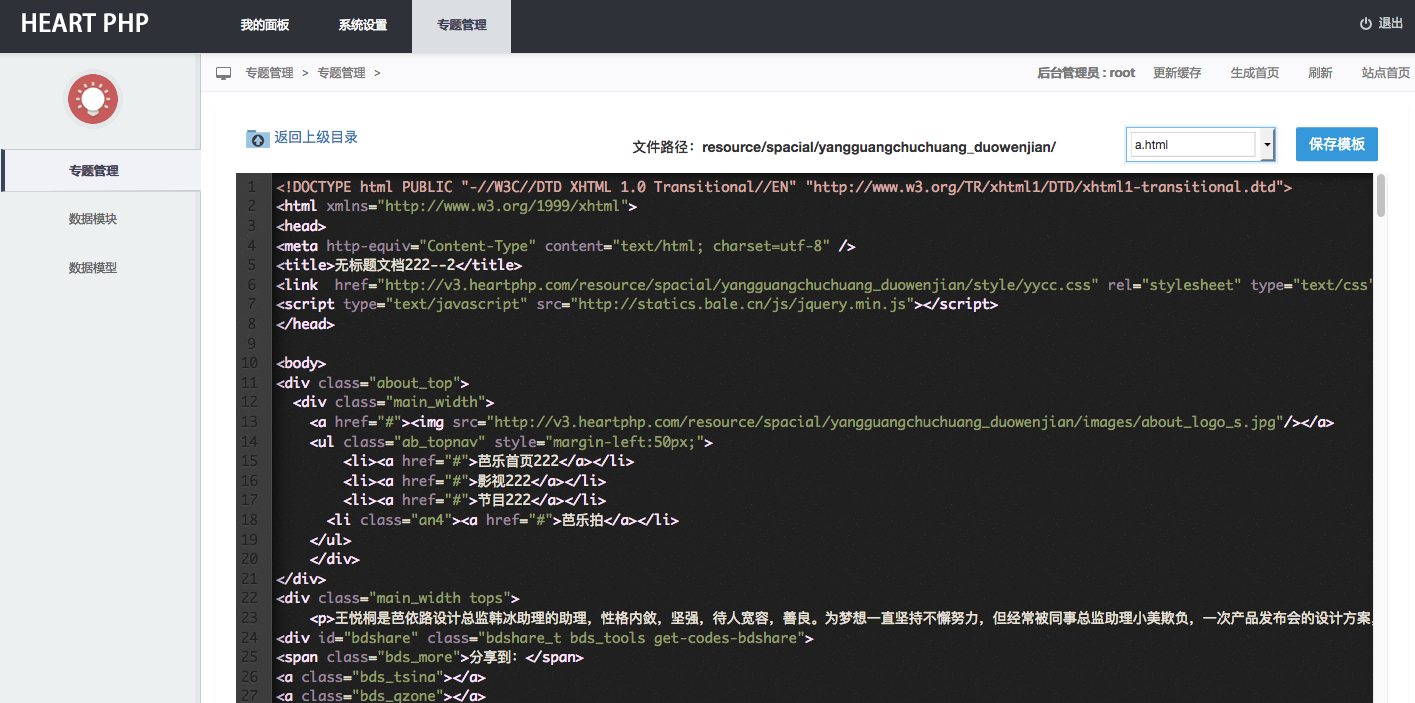 HEART PHP 我的面板 系统设置 专题管理 退出
专题管理 > 专题管理 > 后台管理员 : root 更新缓存 生成首页 刷新 站点首页
专题管理
数据模块
数据模型
返回上级目录 文件路径：resource/spacial/yangguangchuchuang_duowenjian/ a.html 保存模板
1 <!DOCTYPE html PUBLIC "-//W3C//DTD XHTML 1.0 Transitional//EN" "http://www.w3.org/TR/xhtml1/DTD/xhtml1-transitional.dtd">
2 <html xmlns="http://www.w3.org/1999/xhtml">
3 <head>
4 <meta http-equiv="Content-Type" content="text/html; charset=utf-8" />
5 <title>无标题文档222--2</title>
6 <link  href="http://v3.heartphp.com/resource/spacial/yangguangchuchuang_duowenjian/style/yycc.css" rel="stylesheet" type="text/css"
7 <script type="text/javascript" src="http://statics.bale.cn/js/jquery.min.js"></script>
8 </head>
9
10 <body>
11 <div class="about_top">
12   <div class="main_width">
13     <a href="#"><img src="http://v3.heartphp.com/resource/spacial/yangguangchuchuang_duowenjian/images/about_logo_s.jpg"/></a>
14     <ul class="ab_topnav" style="margin-left:50px;">
15         <li><a href="#">芭乐首页222</a></li>
16         <li><a href="#">影视222</a></li>
17         <li><a href="#">节目222</a></li>
18       <li class="an4"><a href="#">芭乐拍</a></li>
19     </ul>
20     </div>
21 </div>
22 <div class="main_width tops">
23     <p>王悦桐是芭依路设计总监韩冰助理的助理，性格内敛，坚强，待人宽容，善良。为梦想一直坚持不懈努力，但经常被同事总监助理小美欺负，一次产品发布会的设计方案，
24 <div id="bdshare" class="bdshare_t bds_tools get-codes-bdshare">
25 <span class="bds_more">分享到：</span>
26 <a class="bds_tsina"></a>
27 <a class="bds_qzone"></a>